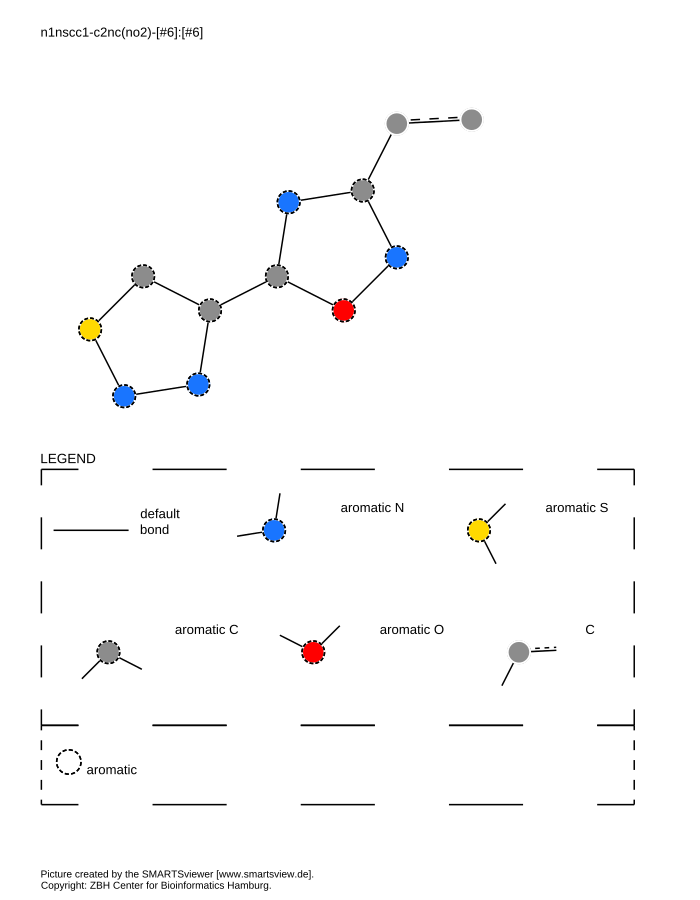 n1nscc1-c2nc(no2)-[#6]:[#6]
LEGEND
default
bond
aromatic N
aromatic S
aromatic C
aromatic O
C
aromatic
Picture created by the SMARTSviewer [www.smartsview.de].
Copyright: ZBH Center for Bioinformatics Hamburg.